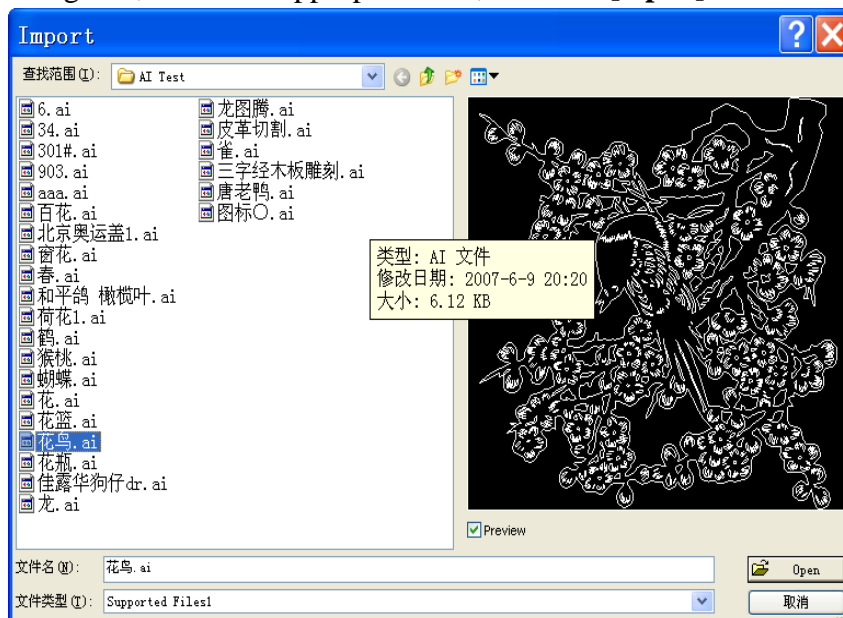 Import
查找范围(I): AI Test
6.ai
34.ai
301#.ai
903.ai
aaa.ai
百花.ai
北京奥运盖1.ai
窗花.ai
春.ai
和平鸽 橄榄叶.ai
荷花1.ai
鹤.ai
猴桃.ai
蝴蝶.ai
花.ai
花篮.ai
花鸟.ai
花瓶.ai
佳露华狗仔dr.ai
龙.ai
龙图腾.ai
皮革切割.ai
雀.ai
三字经木板雕刻.ai
唐老鸭.ai
图标〇.ai
类型: AI 文件
修改日期: 2007-6-9 20:20
大小: 6.12 KB
Preview
文件名(N): 花鸟.ai
Open
文件类型(T): Supported Files1
取消